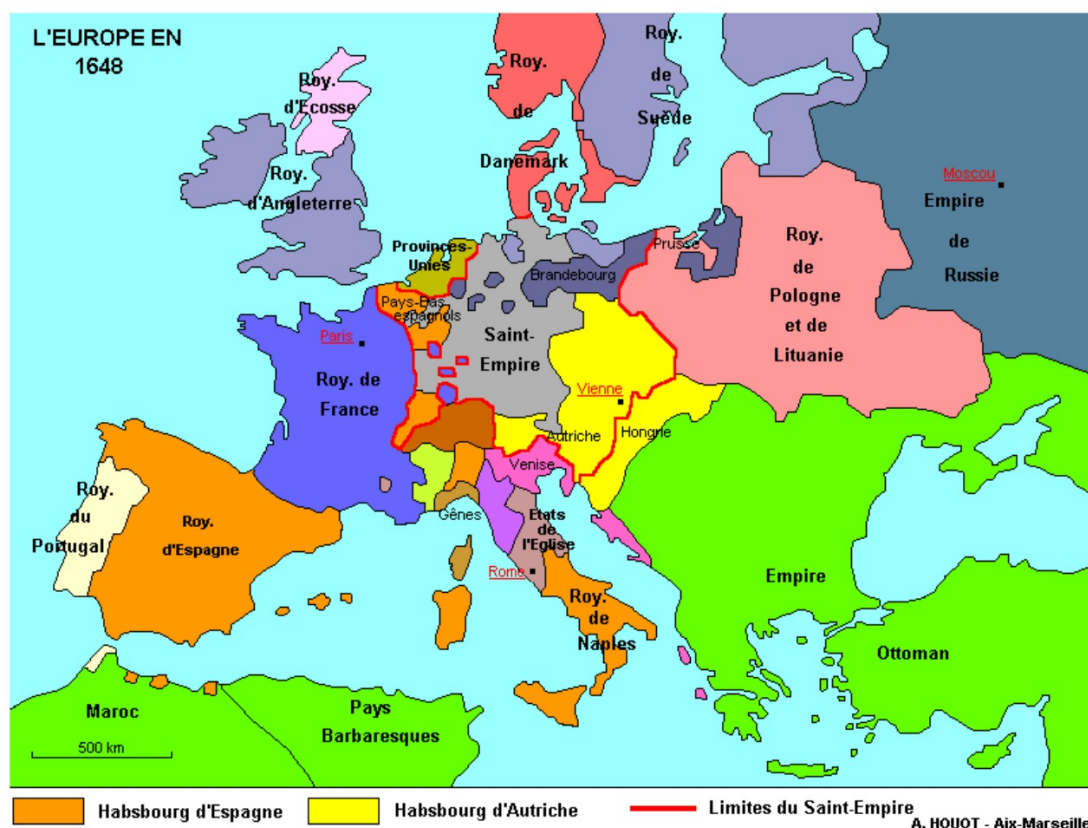 L'EUROPE EN
1648
Roy.
d'Ecosse
Roy.
d'Angleterre
Roy.
de
Danemark
Roy.
de
Suède
Moscou
Empire
de
Russie
Provinces-
Unies
Pays-Bas
espagnols
Brandebourg
Prusse
Roy.
de
Pologne
et de
Lituanie
Paris
Roy. de
France
Saint-
Empire
Vienne
Autriche
Hongrie
Venise
Gênes
Etats
de
l'Eglise
Rome
Roy.
de
Naples
Roy.
du
Portugal
Roy.
d'Espagne
Empire
Ottoman
Maroc
Pays
Barbaresques
500 km
Habsbourg d'Espagne
Habsbourg d'Autriche
Limites du Saint-Empire
A. HOUOT - Aix-Marseille